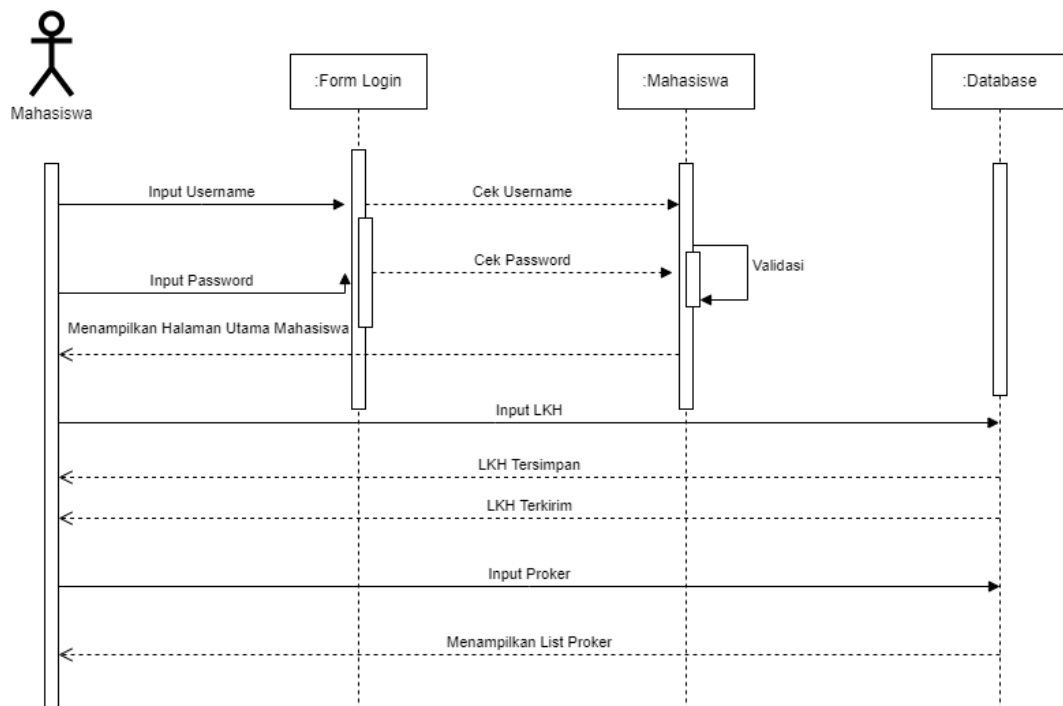 Mahasiswa
:Form Login
:Mahasiswa
:Database
Input Username
Cek Username
Cek Password
Validasi
Input Password
Menampilkan Halaman Utama Mahasiswa
Input LKH
LKH Tersimpan
LKH Terkirim
Input Proker
Menampilkan List Proker